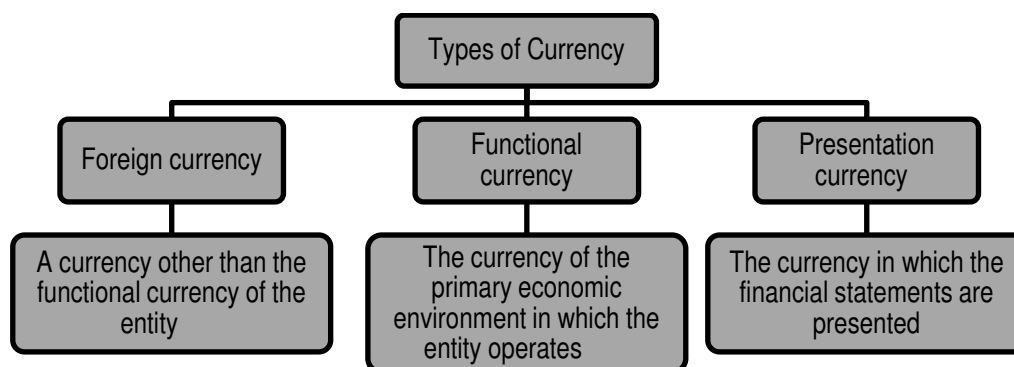 Types of Currency
Foreign currency
Functional
currency
Presentation
currency
A currency other than the
functional currency of the
entity
The currency of the
primary economic
environment in which the
entity operates
The currency in which the
financial statements are
presented